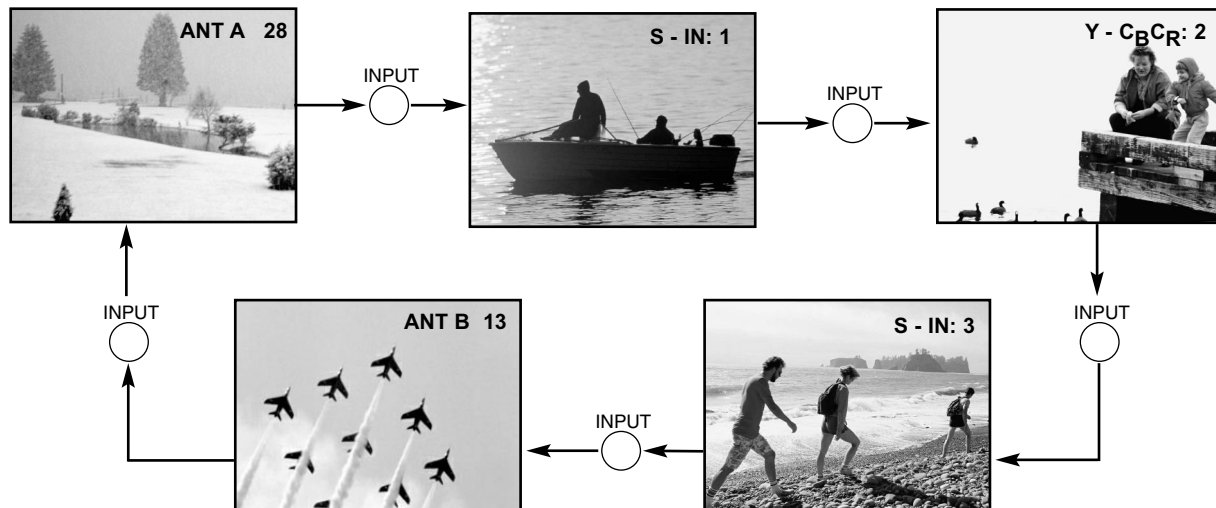 ANT A 28
INPUT
S - IN: 1
INPUT
Y - CBCR: 2
INPUT
S - IN: 3
INPUT
ANT B 13
INPUT